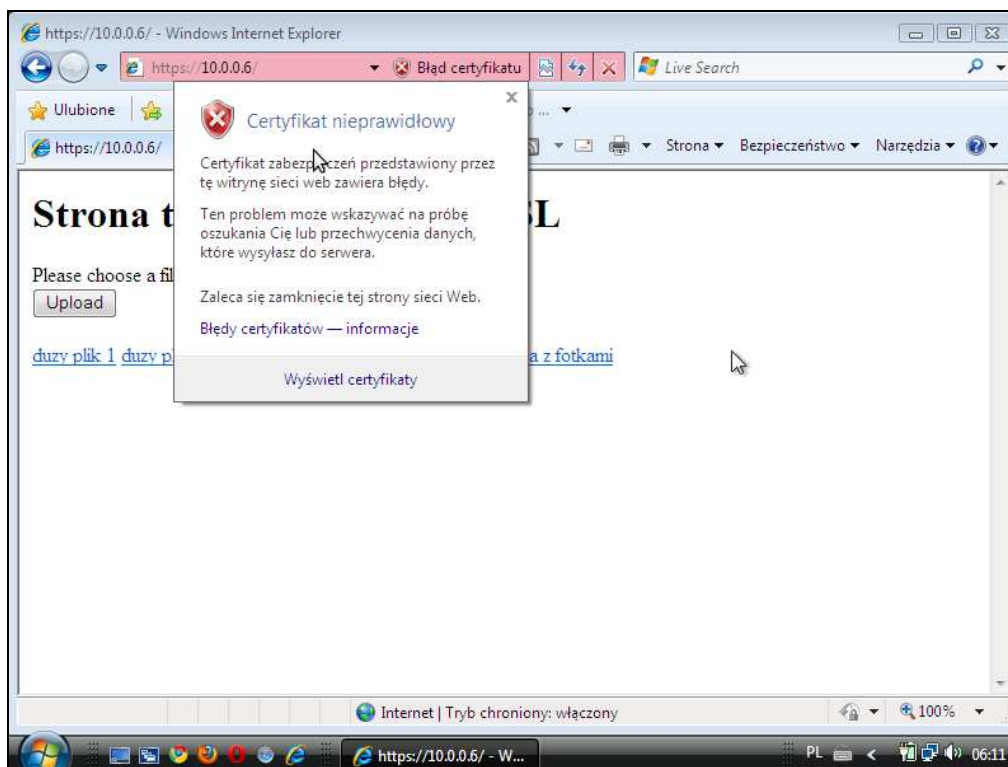 https://10.0.0.6/ - Windows Internet Explorer
https://10.0.0.6/ Błąd certyfikatu Live Search
Ulubione
https://10.0.0.6/ Strona Bezpieczeństwo Narzędzia
Certyfikat nieprawidłowy
Certyfikat zabezpieczeń przedstawiony przez
tę witrynę sieci web zawiera błędy.
Ten problem może wskazywać na próbę
oszukania Cię lub przechwycenia danych,
które wysyłasz do serwera.
Zaleca się zamknięcie tej strony sieci Web.
Błędy certyfikatów — informacje
Wyświetl certyfikaty
Strona t SL
Please choose a fil
Upload
duzy plik 1 duzy p a z fotkami
Internet | Tryb chroniony: włączony 100%
https://10.0.0.6/ - W... PL 06:11